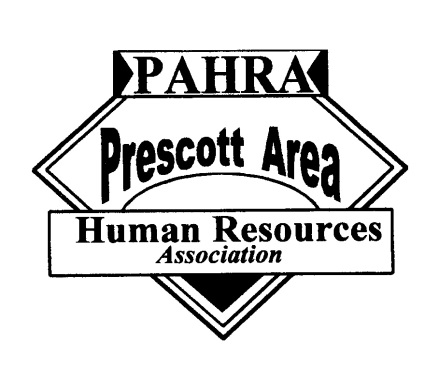 PAHRA
Prescott Area
Human Resources
Association